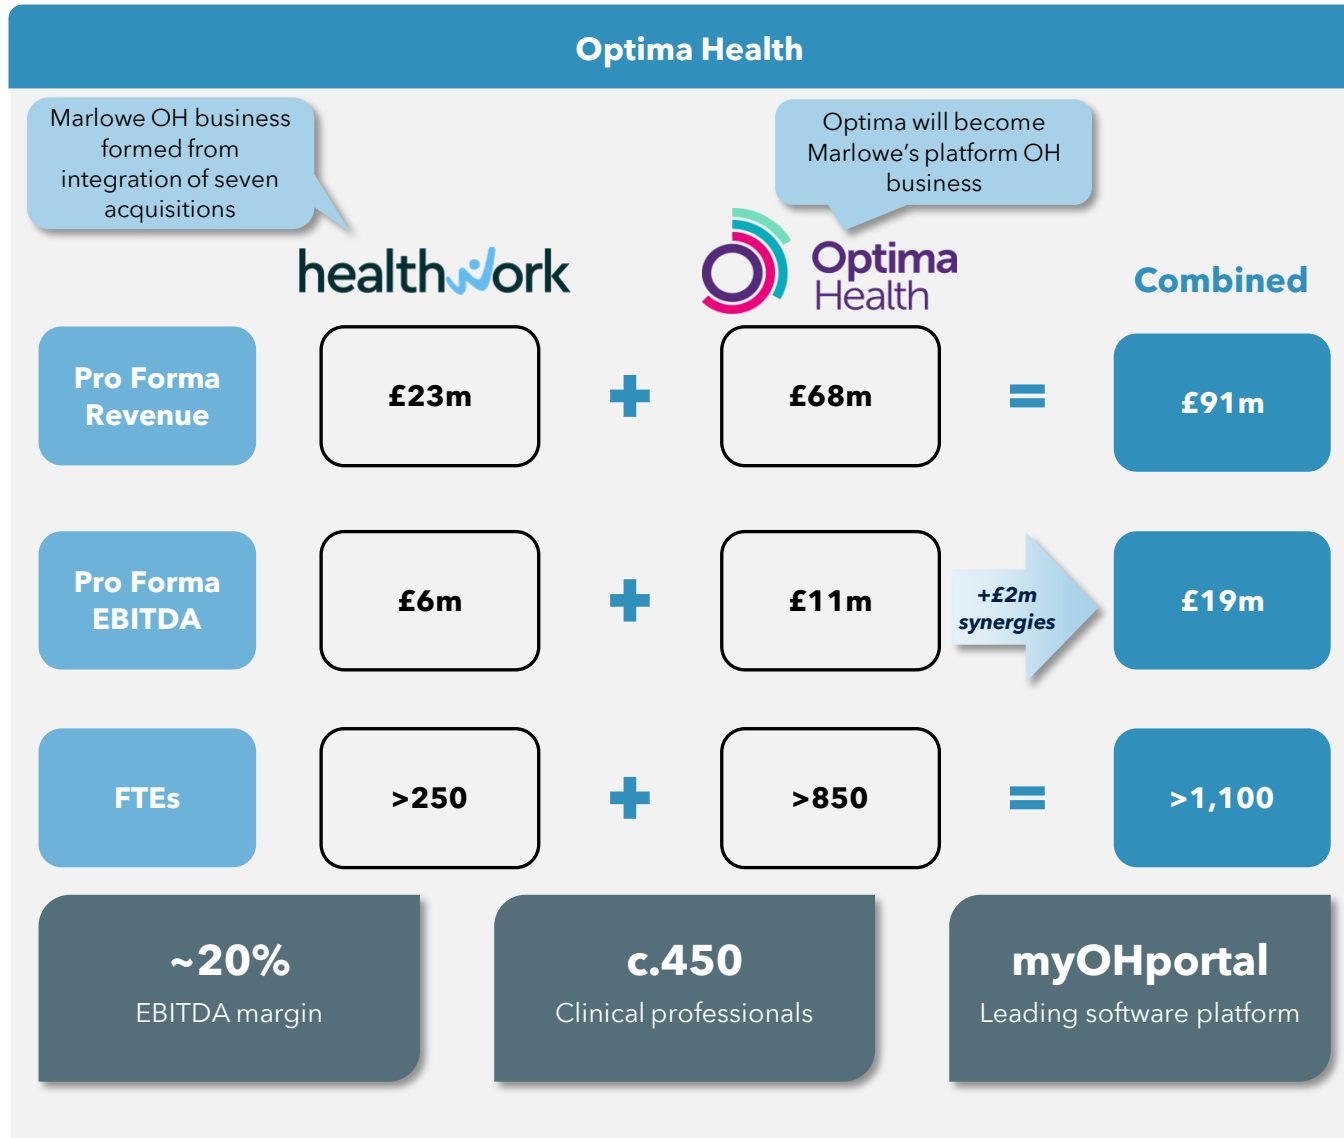 Optima Health
Marlowe OH business
formed from
integration of seven
acquisitions
Optima will become
Marlowe's platform OH
business
healthwork
Optima
Health
Combined
Pro Forma
Revenue
£23m
+
£68m
=
£91m
Pro Forma
EBITDA
£6m
+
£11m
+£2m
synergies
£19m
FTEs
>250
+
>850
=
>1,100
~20%
EBITDA margin
c.450
Clinical professionals
myOHportal
Leading software platform